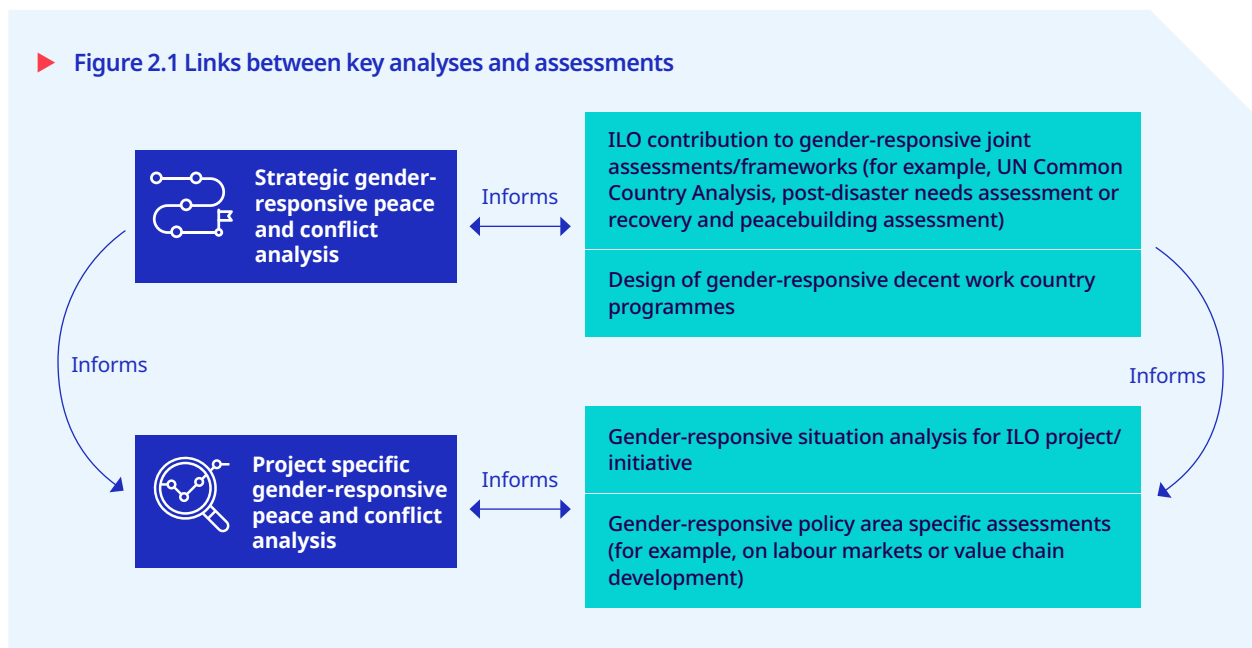 Figure 2.1 Links between key analyses and assessments
Strategic gender-
responsive peace
and conflict
analysis
Informs
ILO contribution to gender-responsive joint
assessments/frameworks (for example, UN Common
Country Analysis, post-disaster needs assessment or
recovery and peacebuilding assessment)
Design of gender-responsive decent work country
programmes
Informs
Informs
Project specific
gender-responsive
peace and conflict
analysis
Informs
Gender-responsive situation analysis for ILO project/
initiative
Gender-responsive policy area specific assessments
(for example, on labour markets or value chain
development)